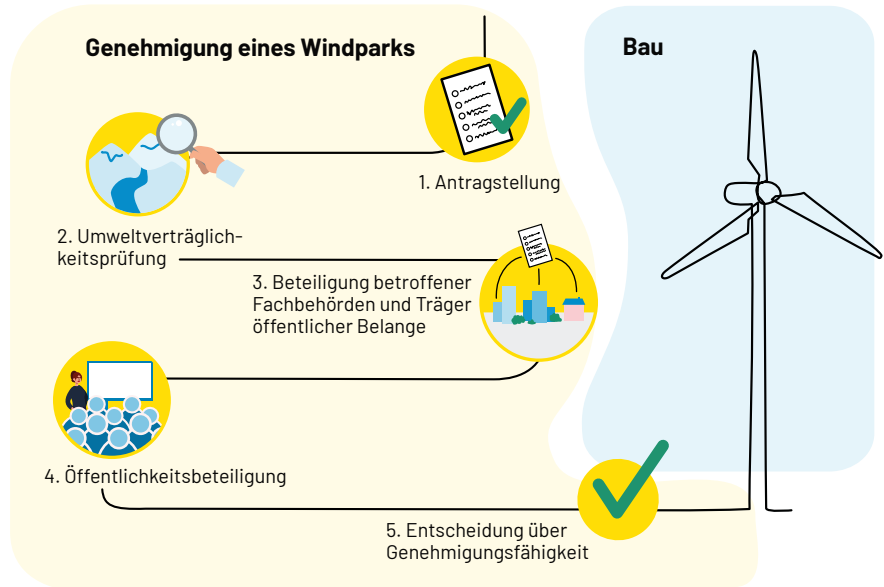 Genehmigung eines Windparks
Bau
1. Antragstellung
2. Umweltverträglich-
keitsprüfung
3. Beteiligung betroffener
Fachbehörden und Träger
öffentlicher Belange
4. Öffentlichkeitsbeteiligung
5. Entscheidung über
Genehmigungsfähigkeit